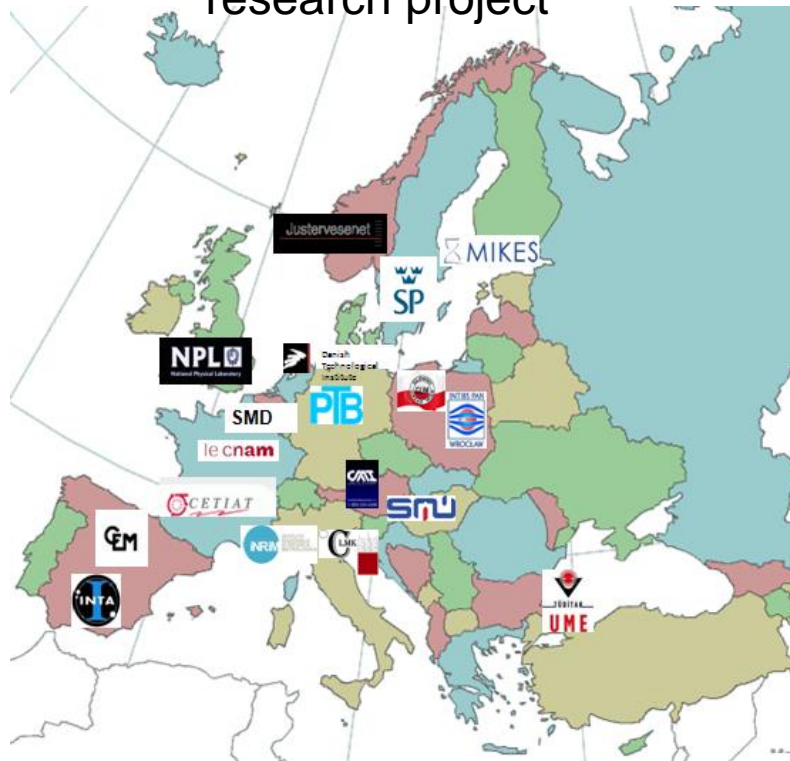 research project
Justervesenet
MIKES
SP
NPL
National Physical Laboratory
Danish
Technological
Institute
PTB
INTiBS PAN
WROCŁAW
SMD
le cnam
CETIAT
CMI
SMU
INRIM
LMK
CEM
INTA
TÜBİTAK
UME